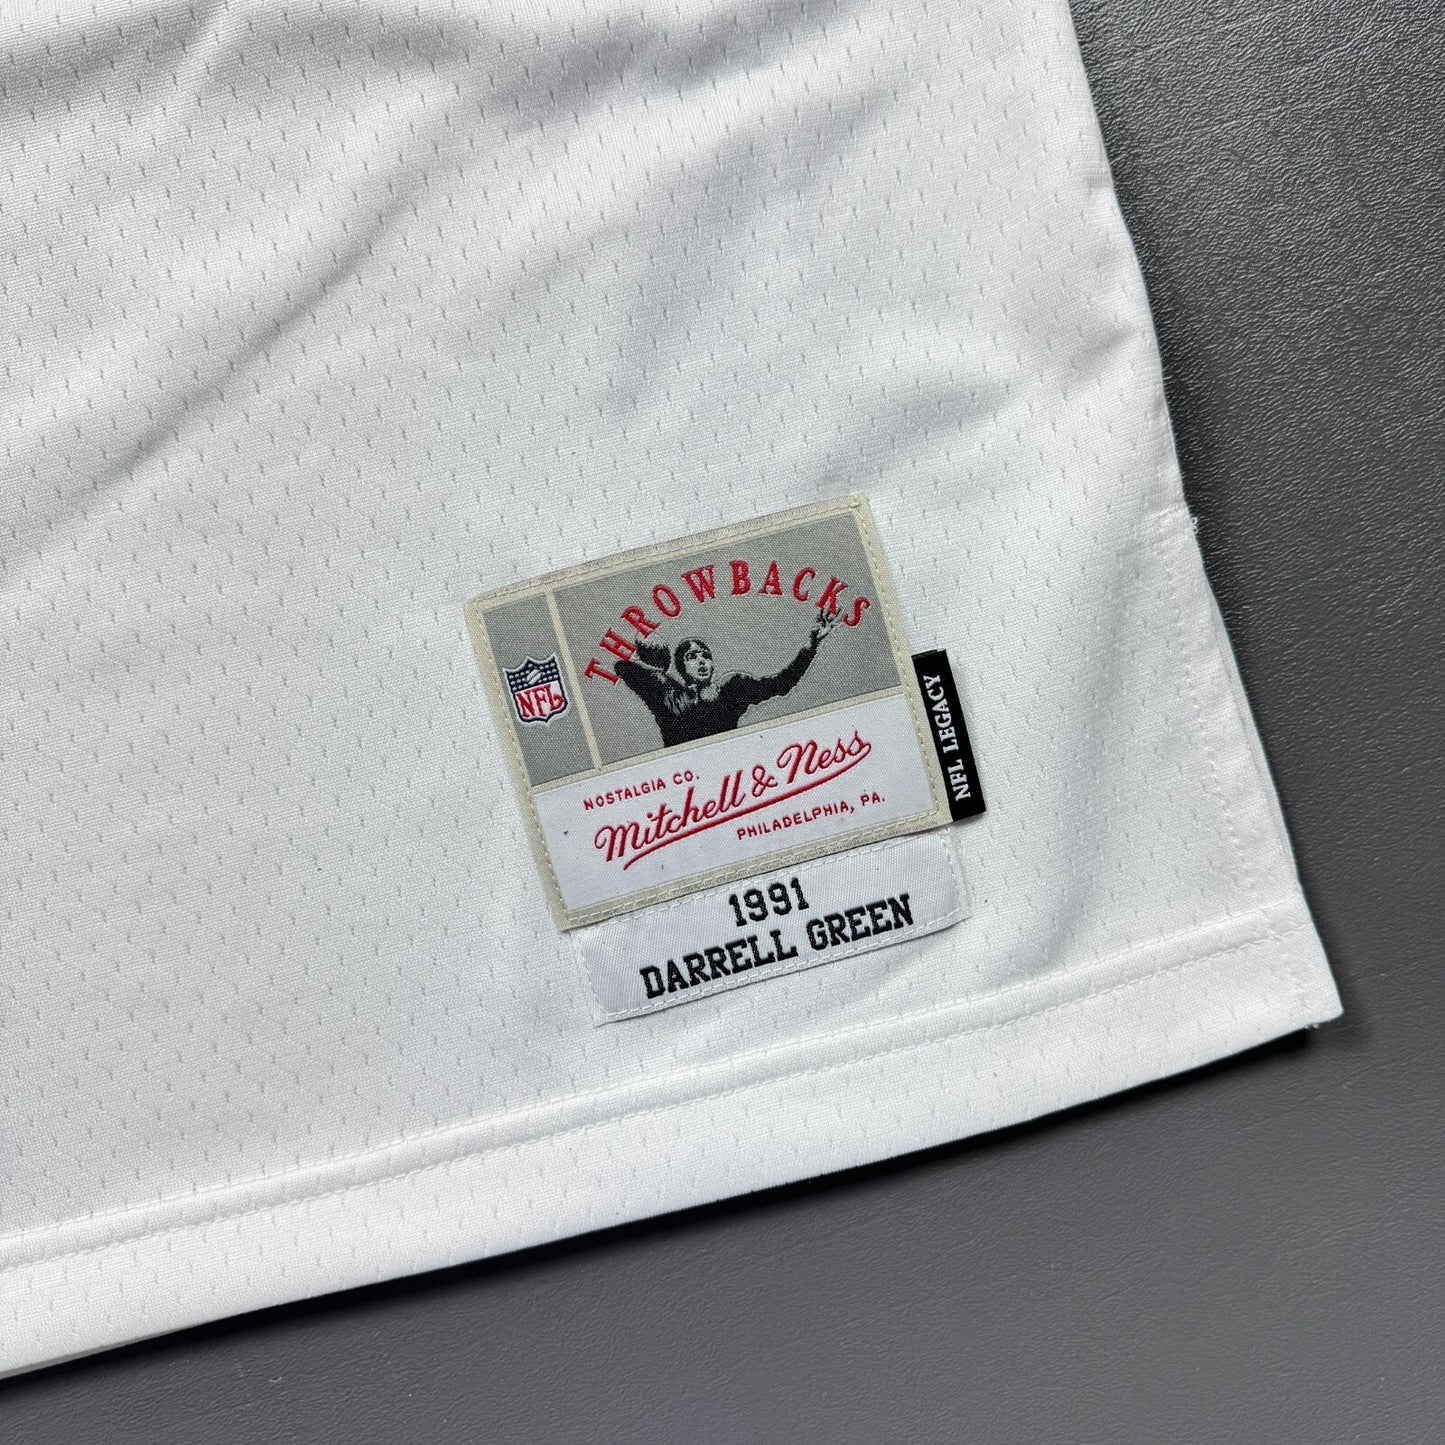 THROWBACKS
NFL
NOSTALGIA CO.
Mitchell & Ness
PHILADELPHIA, PA.
NFL LEGACY
1991
DARRELL GREEN